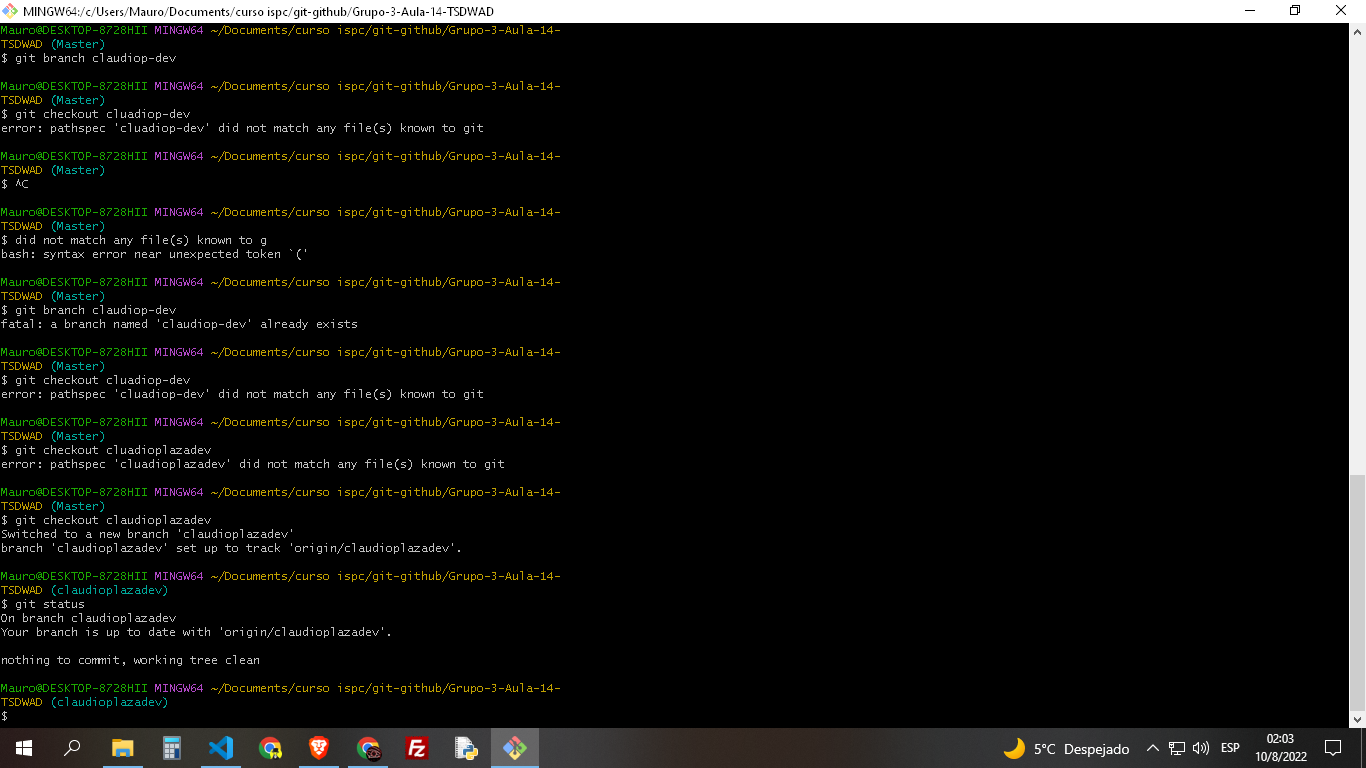 MINGW64:/c/Users/Mauro/Documents/curso ispc/git-github/Grupo-3-Aula-14-TSDWAD
Mauro@DESKTOP-8728HII MINGW64 ~/Documents/curso ispc/git-github/Grupo-3-Aula-14-
TSDWAD (Master)
$ git branch claudiop-dev
Mauro@DESKTOP-8728HII MINGW64 ~/Documents/curso ispc/git-github/Grupo-3-Aula-14-
TSDWAD (Master)
$ git checkout cluadiop-dev
error: pathspec 'cluadiop-dev' did not match any file(s) known to git
Mauro@DESKTOP-8728HII MINGW64 ~/Documents/curso ispc/git-github/Grupo-3-Aula-14-
TSDWAD (Master)
$ ^C
Mauro@DESKTOP-8728HII MINGW64 ~/Documents/curso ispc/git-github/Grupo-3-Aula-14-
TSDWAD (Master)
$ did not match any file(s) known to g
bash: syntax error near unexpected token `('
Mauro@DESKTOP-8728HII MINGW64 ~/Documents/curso ispc/git-github/Grupo-3-Aula-14-
TSDWAD (Master)
$ git branch claudiop-dev
fatal: a branch named 'claudiop-dev' already exists
Mauro@DESKTOP-8728HII MINGW64 ~/Documents/curso ispc/git-github/Grupo-3-Aula-14-
TSDWAD (Master)
$ git checkout cluadiop-dev
error: pathspec 'cluadiop-dev' did not match any file(s) known to git
Mauro@DESKTOP-8728HII MINGW64 ~/Documents/curso ispc/git-github/Grupo-3-Aula-14-
TSDWAD (Master)
$ git checkout cluadioplazadev
error: pathspec 'cluadioplazadev' did not match any file(s) known to git
Mauro@DESKTOP-8728HII MINGW64 ~/Documents/curso ispc/git-github/Grupo-3-Aula-14-
TSDWAD (Master)
$ git checkout claudioplazadev
Switched to a new branch 'claudioplazadev'
branch 'claudioplazadev' set up to track 'origin/claudioplazadev'.
Mauro@DESKTOP-8728HII MINGW64 ~/Documents/curso ispc/git-github/Grupo-3-Aula-14-
TSDWAD (claudioplazadev)
$ git status
On branch claudioplazadev
Your branch is up to date with 'origin/claudioplazadev'.
nothing to commit, working tree clean
Mauro@DESKTOP-8728HII MINGW64 ~/Documents/curso ispc/git-github/Grupo-3-Aula-14-
TSDWAD (claudioplazadev)
$
5°C Despejado
ESP
02:03
10/8/2022